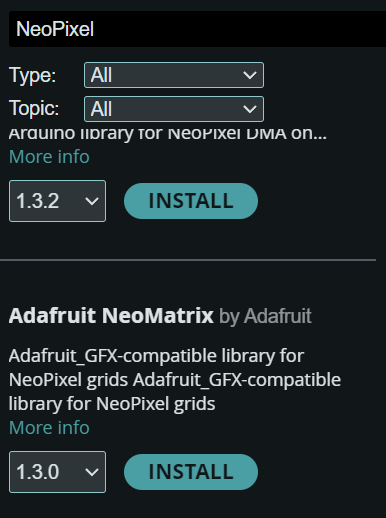 NeoPixel
Type: All
Topic: All
Arduino library for NeoPixel DMA on...
More info
1.3.2 INSTALL
Adafruit NeoMatrix by Adafruit
Adafruit_GFX-compatible library for
NeoPixel grids Adafruit_GFX-compatible
library for NeoPixel grids
More info
1.3.0 INSTALL